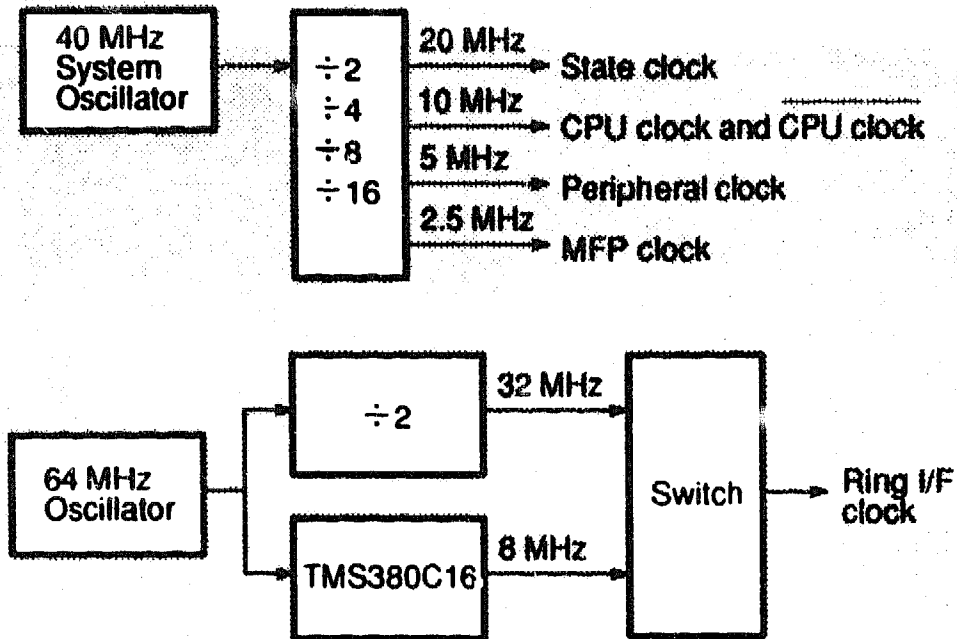 40 MHz
System
Oscillator
÷2
÷4
÷8
÷16
20 MHz
State clock
10 MHz
CPU clock and CPU clock
5 MHz
Peripheral clock
2.5 MHz
MFP clock
64 MHz
Oscillator
÷2
32 MHz
TMS380C16
8 MHz
Switch
Ring I/F
clock